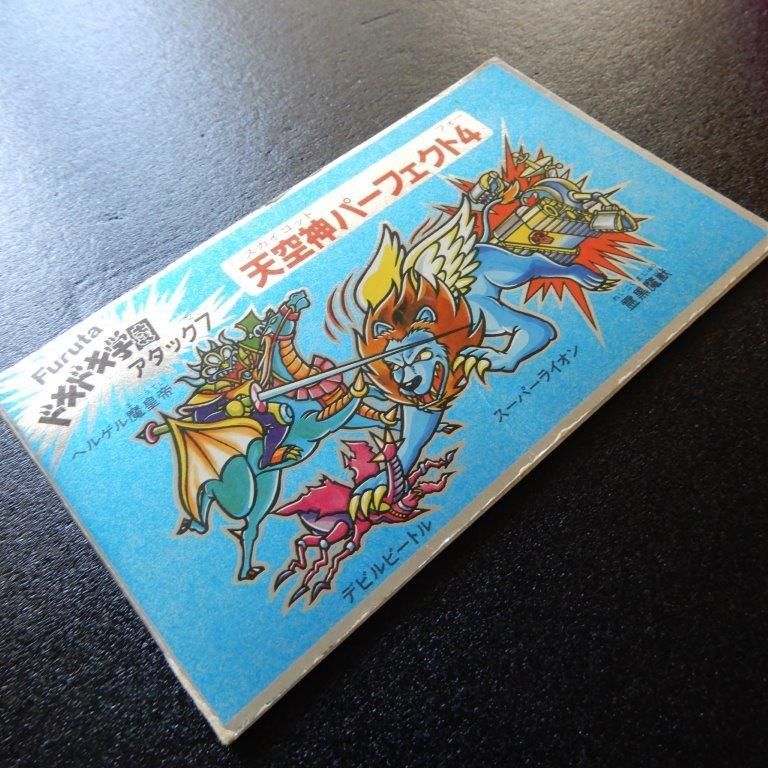 Furuta
ドキドキ学園
アタック7
スカイゴット
フォー
天空神パーフェクト4
ヘルゲル魔皇帝
デビルビートル
スーパーライオン
霊黒魔獣